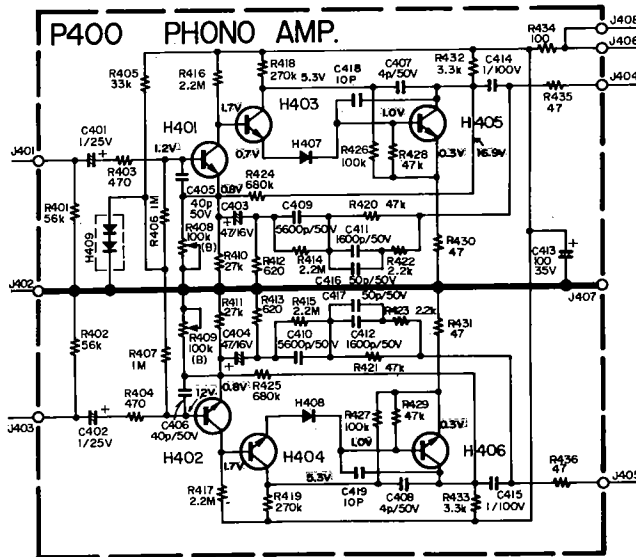 P400 PHONO AMP.
J408
J406
J404
R434
100
R405
33k
R416
2.2M
R418
270k
5.3V
C418
10P
C407
4p/50V
R432
3.3k
C414
1/100V
R435
47
1.7V
H403
1.0V
H405
H401
0.7V
H407
R426
100k
R428
47k
0.3V
16.9V
J401
C401
1/25V
+
R403
470
1.2V
0.8V
R424
680k
R401
56k
H409
R406 1M
C405
40p
50V
C403
47/16V
+
C409
5600p/50V
R420
47k
R408
100k
(B)
R410
27k
R412
620
R414
2.2M
C411
1600p/50V
R422
2.2k
C416 50p/50V
R430
47
C413
100
35V
+
J402
J407
R402
56k
R407
1M
R409
100k
(B)
R411
27k
R413
620
R415
2.2M
C417
50p/50V
R423
2.2k
R431
47
C404
47/16V
+
C410
5600p/50V
C412
1600p/50V
R421 47k
R404
470
1.2V
0.8V
R425
680k
J403
C402
1/25V
+
C406
40p/50V
H408
R427
100k
R429
47k
0.3V
H402
1.7V
H404
1.0V
H406
R436
47
J405
R417
2.2M
R419
270k
5.3V
C419
10P
C408
4p/50V
R433
3.3k
C415
1/100V